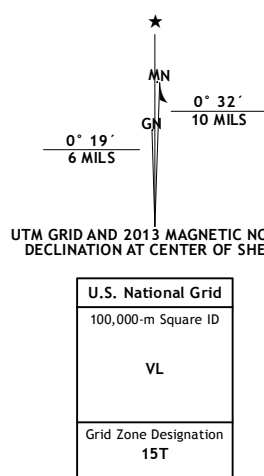 ★
MN
0° 32´
10 MILS
GN
0° 19´
6 MILS
UTM GRID AND 2013 MAGNETIC NO
DECLINATION AT CENTER OF SHE
U.S. National Grid
100,000-m Square ID
VL
Grid Zone Designation
15T